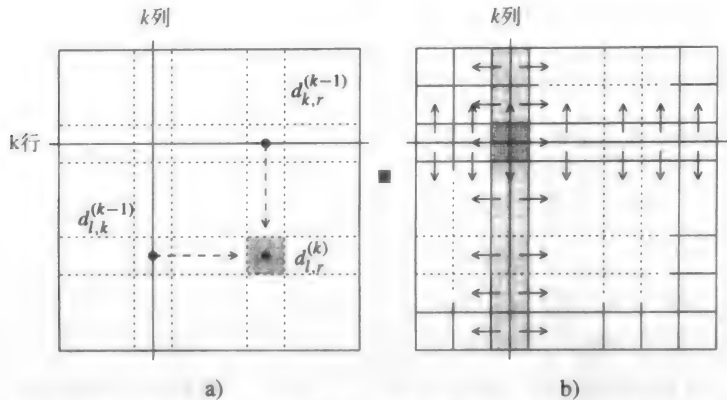 k列
k列
d_{k,r}^{(k-1)}
k行
d_{l,k}^{(k-1)}
d_{l,r}^{(k)}
a)
b)